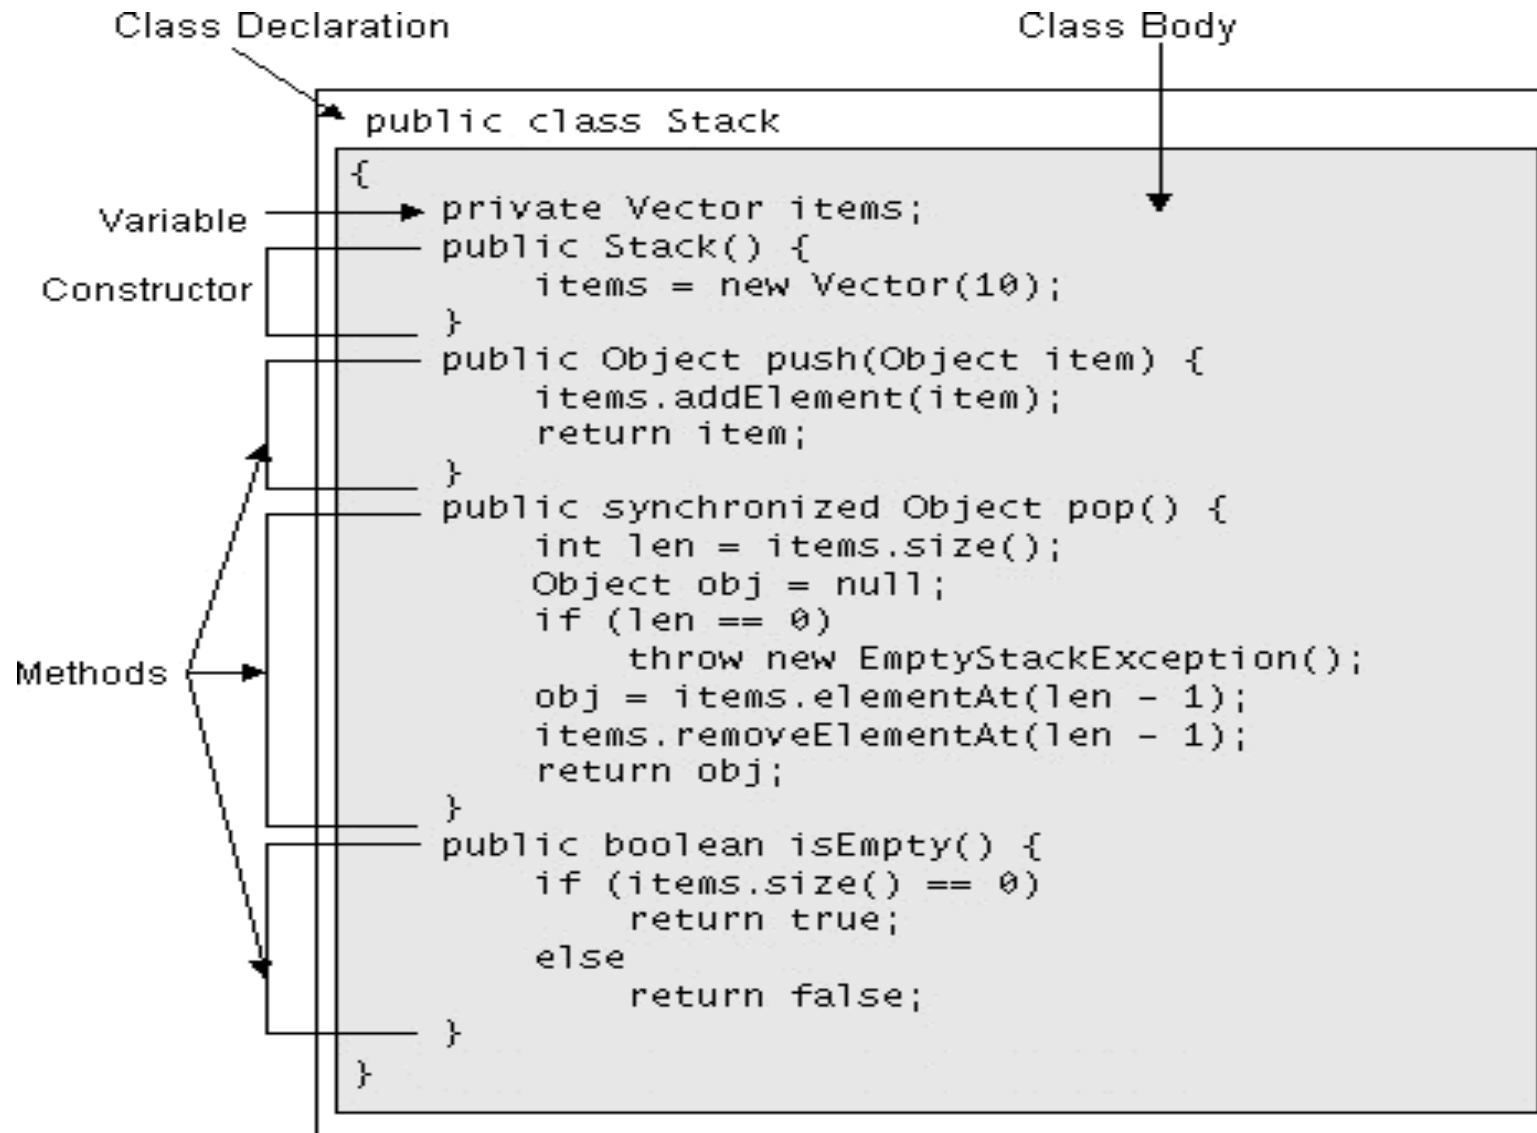 Class Declaration
Class Body
public class Stack
{
Variable
private Vector items;
public Stack() {
Constructor
items = new Vector(10);
}
public Object push(Object item) {
items.addElement(item);
return item;
}
public synchronized Object pop() {
int len = items.size();
Object obj = null;
if (len == 0)
throw new EmptyStackException();
Methods
obj = items.elementAt(len - 1);
items.removeElementAt(len - 1);
return obj;
}
public boolean isEmpty() {
if (items.size() == 0)
return true;
else
return false;
}
}